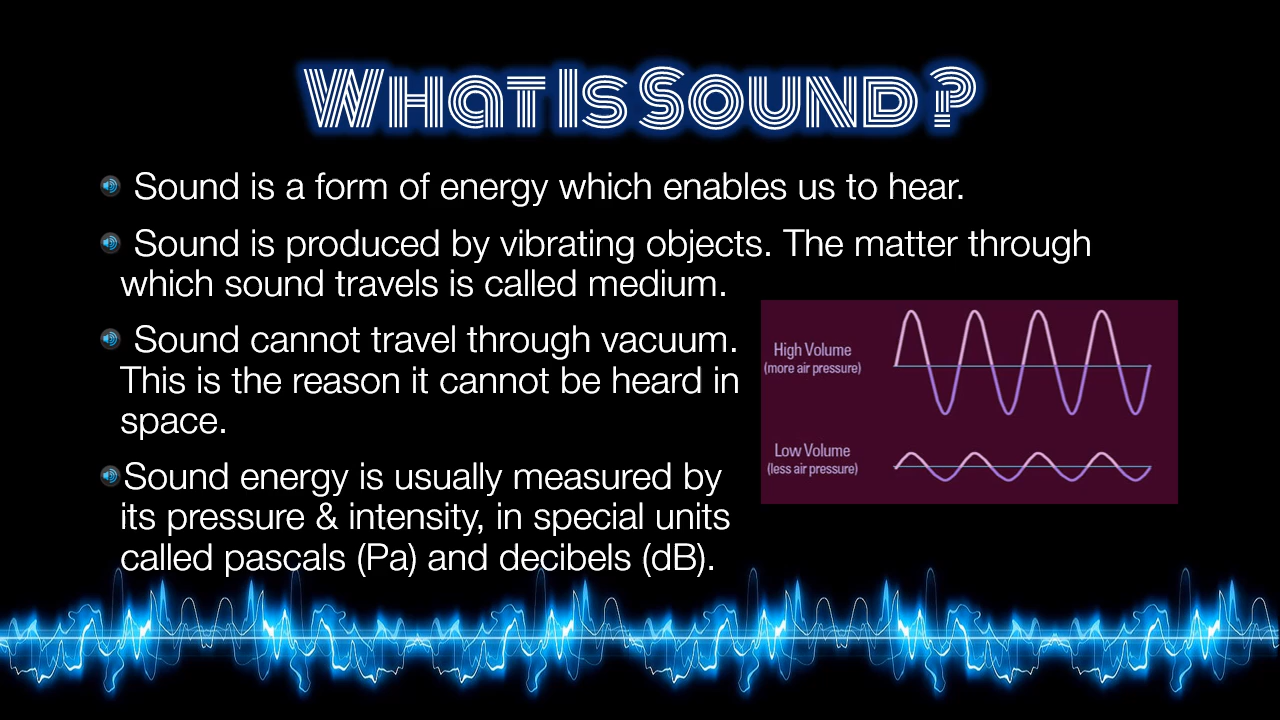 What Is Sound ?
Sound is a form of energy which enables us to hear.
Sound is produced by vibrating objects. The matter through
which sound travels is called medium.
Sound cannot travel through vacuum.
This is the reason it cannot be heard in
space.
Sound energy is usually measured by
its pressure & intensity, in special units
called pascals (Pa) and decibels (dB).
High Volume
(more air pressure)
Low Volume
(less air pressure)